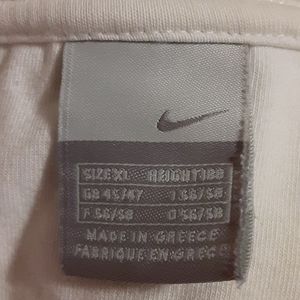 SIZE XL HEIGHT 188
GB 45/47 I 56/58
F 56/58 D 56/58
MADE IN GREECE
FABRIQUE EN GRECE